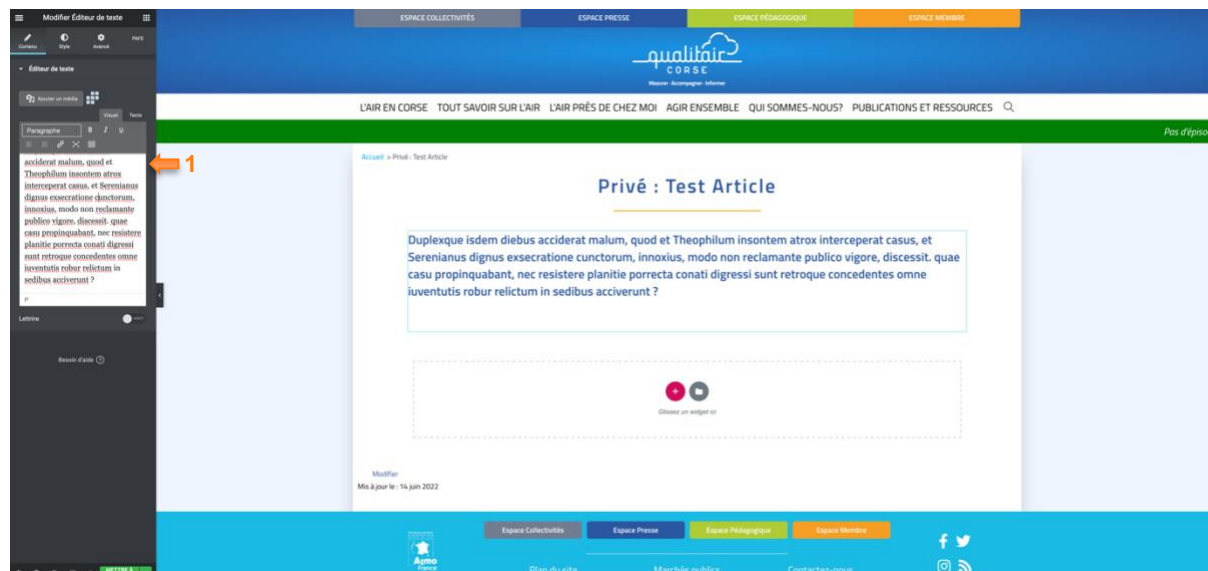 Modifier Éditeur de texte
Contenu Style Avancé
Éditeur de texte
Ajouter un média
Visuel Texte
Paragraphe B I U
acciderat malum, quod et
Theophilum insontem atrox
interceperat casus, et Serenianus
dignus exsecratione cunctorum,
innoxius, modo non reclamante
publico vigore, discessit. quae
casu propinquabant, nec resistere
planitie porrecta conati digressi
sunt retroque concedentes omne
iuventutis robur relictum in
sedibus acciverunt ?
P
Lettrine
Besoin d'aide ?
METTRE À
1
ESPACE COLLECTIVITÉS ESPACE PRESSE ESPACE PÉDAGOGIQUE ESPACE MEMBRE
qualitair
CORSE
Mesurer · Accompagner · Informer
L'AIR EN CORSE TOUT SAVOIR SUR L'AIR L'AIR PRÈS DE CHEZ MOI AGIR ENSEMBLE QUI SOMMES-NOUS? PUBLICATIONS ET RESSOURCES
Pas d'épiso
Accueil » Privé : Test Article
Privé : Test Article
Duplexque isdem diebus acciderat malum, quod et Theophilum insontem atrox interceperat casus, et
Serenianus dignus exsecratione cunctorum, innoxius, modo non reclamante publico vigore, discessit. quae
casu propinquabant, nec resistere planitie porrecta conati digressi sunt retroque concedentes omne
iuventutis robur relictum in sedibus acciverunt ?
Glissez un widget ici
Modifier
Mis à jour le : 14 juin 2022
Espace Collectivités Espace Presse Espace Pédagogique Espace Membre
Atmo
France
Plan du site Marchés publics Contactez-nous